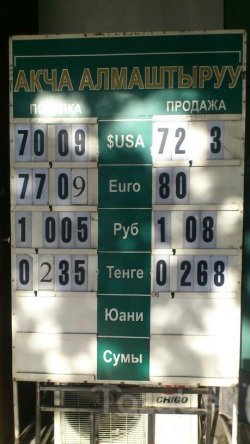 АКЧА АЛМАШТЫРУУ
ПОКУПКА ПРОДАЖА
70 09 $USA 72, 3
77 09 Euro 80
1, 005 Руб 1, 08
0, 235 Тенге 0, 268
Юани
Сумы
CHIGO